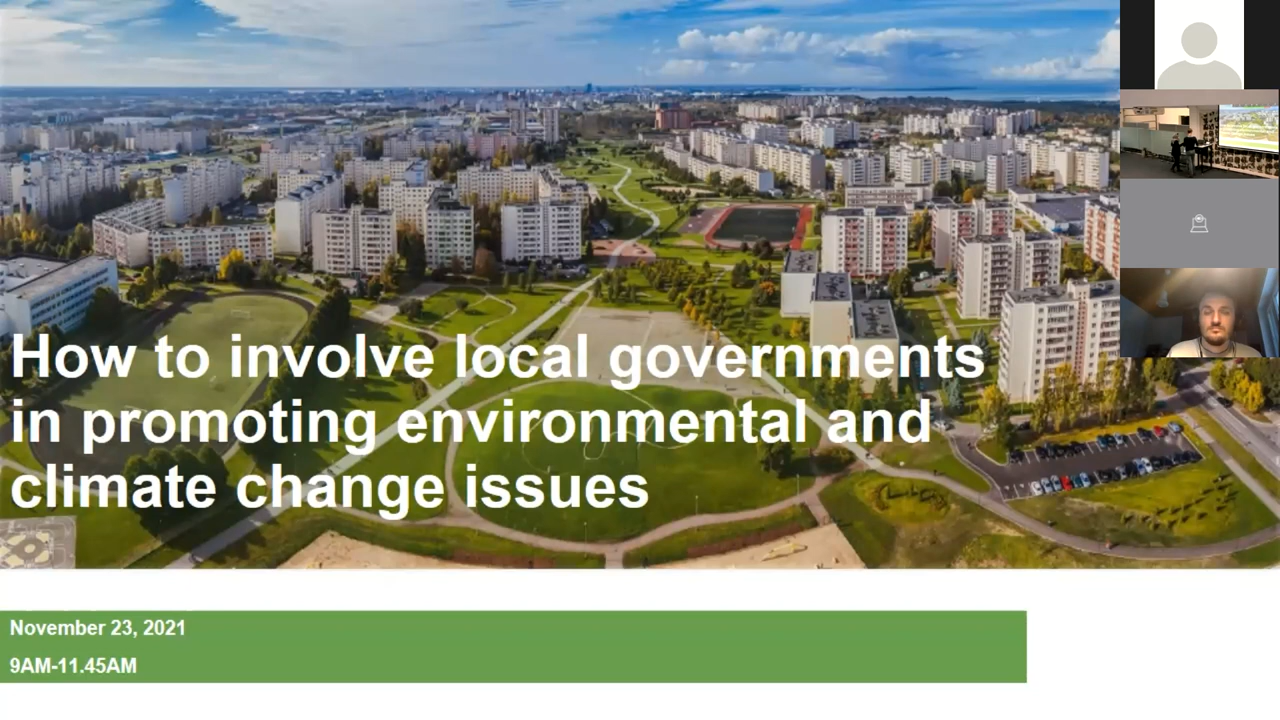 How to involve local governments
in promoting environmental and
climate change issues
November 23, 2021
9AM-11.45AM